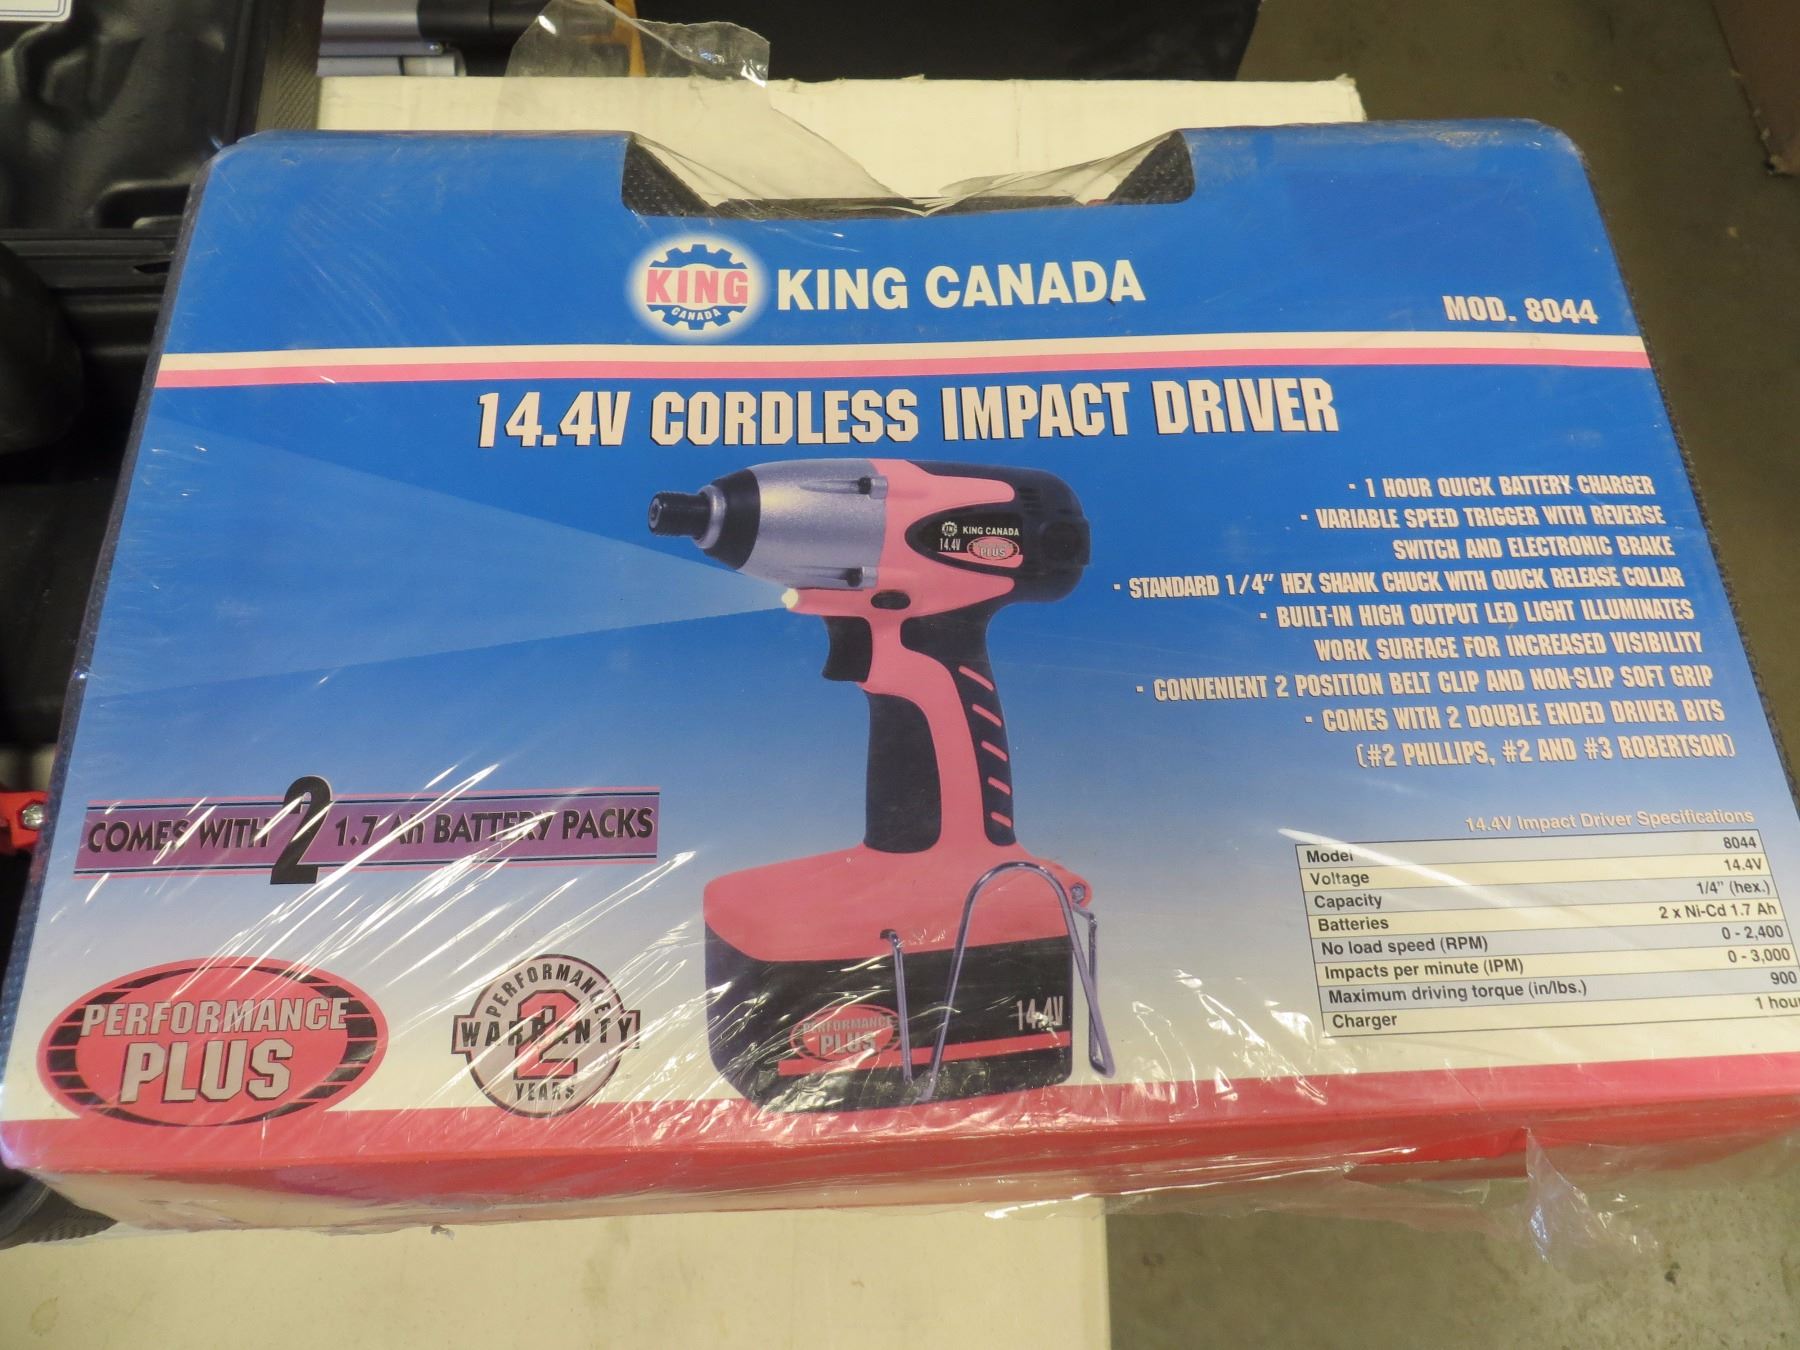 KING
CANADA
KING CANADA
MOD. 8044
14.4V CORDLESS IMPACT DRIVER
· 1 HOUR QUICK BATTERY CHARGER
· VARIABLE SPEED TRIGGER WITH REVERSE
SWITCH AND ELECTRONIC BRAKE
· STANDARD 1/4" HEX SHANK CHUCK WITH QUICK RELEASE COLLAR
· BUILT-IN HIGH OUTPUT LED LIGHT ILLUMINATES
WORK SURFACE FOR INCREASED VISIBILITY
· CONVENIENT 2 POSITION BELT CLIP AND NON-SLIP SOFT GRIP
· COMES WITH 2 DOUBLE ENDED DRIVER BITS
(#2 PHILLIPS, #2 AND #3 ROBERTSON)
KING KING CANADA
14.4V
PLUS
COMES WITH 2 1.7 Ah BATTERY PACKS
14.4V Impact Driver Specifications
Model 8044
Voltage 14.4V
Capacity 1/4" (hex.)
Batteries 2 x Ni-Cd 1.7 Ah
No load speed (RPM) 0 - 2,400
Impacts per minute (IPM) 0 - 3,000
Maximum driving torque (in/lbs.) 900
Charger 1 hour
PERFORMANCE
PLUS
PERFORMANCE
2
WARRANTY
YEARS
PERFORMANCE
PLUS
14.4V